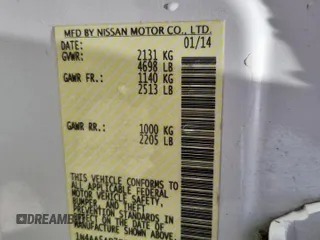 MFD BY NISSAN MOTOR CO., LTD.
DATE: 01/14
GVWR: 2131 KG
4698 LB
GAWR FR.: 1140 KG
2513 LB
GAWR RR.: 1000 KG
2205 LB
THIS VEHICLE CONFORMS TO
ALL APPLICABLE FEDERAL
MOTOR VEHICLE SAFETY,
BUMPER, AND THEFT
PREVENTION STANDARDS IN
EFFECT ON THE DATE OF
MANUFACTURE SHOWN ABOVE.